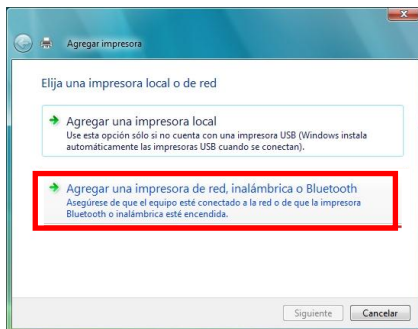 Agregar impresora
Elija una impresora local o de red
Agregar una impresora local
Use esta opción sólo si no cuenta con una impresora USB (Windows instala
automáticamente las impresoras USB cuando se conectan).
Agregar una impresora de red, inalámbrica o Bluetooth
Asegúrese de que el equipo esté conectado a la red o de que la impresora
Bluetooth o inalámbrica esté encendida.
Siguiente Cancelar